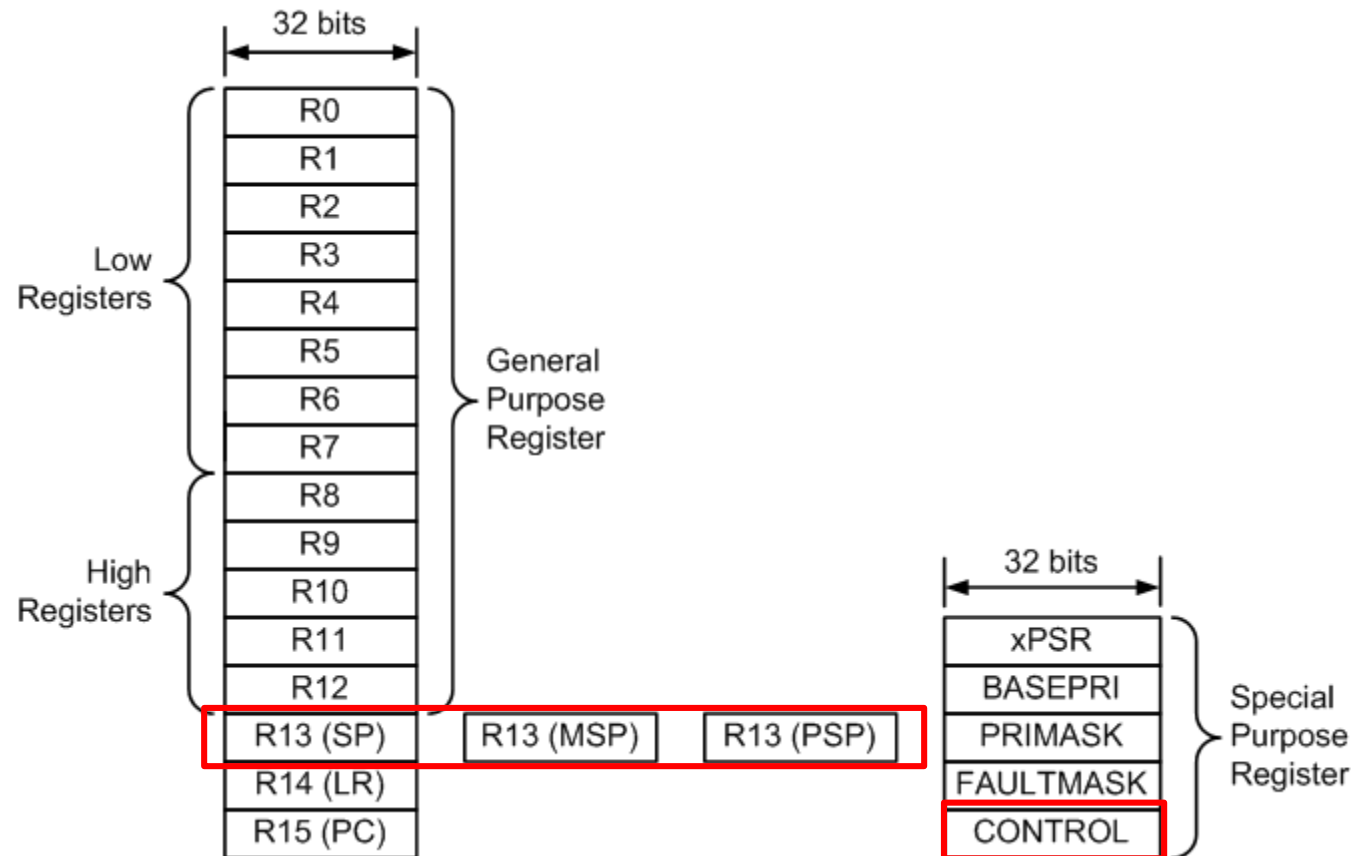 32 bits
R0
R1
R2
R3
R4
R5
R6
R7
R8
R9
R10
R11
R12
R13 (SP)
R14 (LR)
R15 (PC)
Low
Registers
High
Registers
General
Purpose
Register
R13 (MSP)
R13 (PSP)
32 bits
xPSR
BASEPRI
PRIMASK
FAULTMASK
CONTROL
Special
Purpose
Register